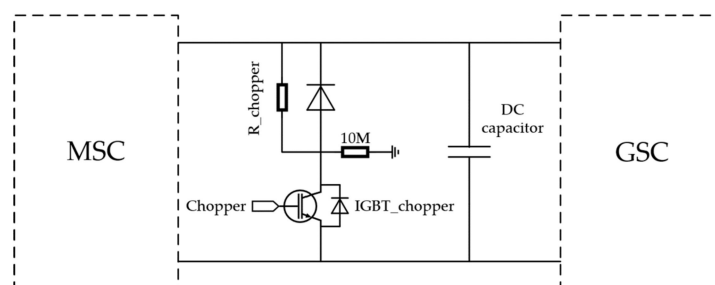 MSC
R_chopper
10M
Chopper
IGBT_chopper
DC
capacitor
GSC